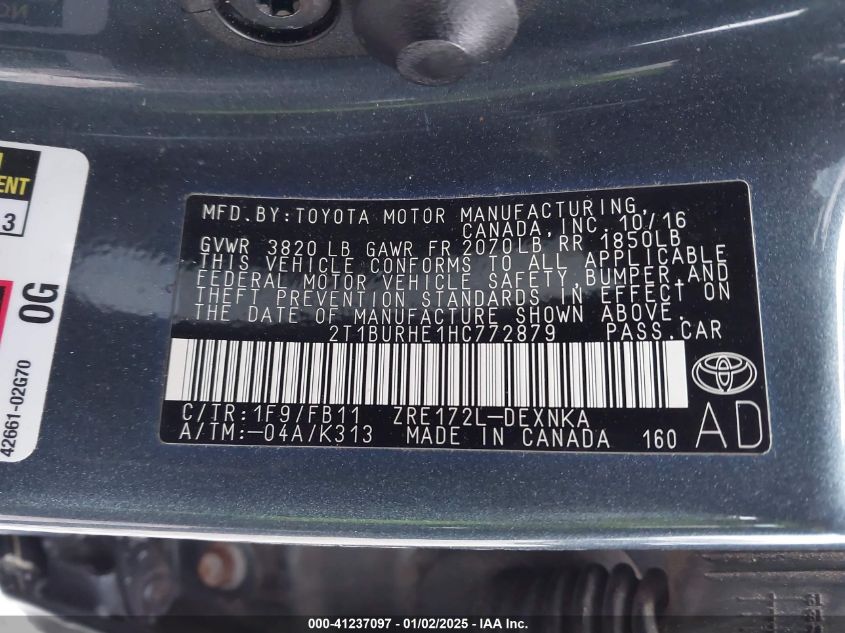 MFD.BY:TOYOTA MOTOR MANUFACTURING,
CANADA, INC. 10/16
GVWR 3820 LB GAWR FR 2070LB, RR 1850LB
THIS VEHICLE CONFORMS TO ALL APPLICABLE
FEDERAL MOTOR VEHICLE SAFETY, BUMPER, AND
THEFT PREVENTION STANDARDS IN EFFECT ON
THE DATE OF MANUFACTURE SHOWN ABOVE.
2T1BURHE1HC772879 PASS.CAR
C/TR:1F9/FB11 ZRE172L-DEXNKA
A/TM:-04A/K313 MADE IN CANADA 160
AD
3
0G
42661-02G70
000-41237097 - 01/02/2025 - IAA Inc.